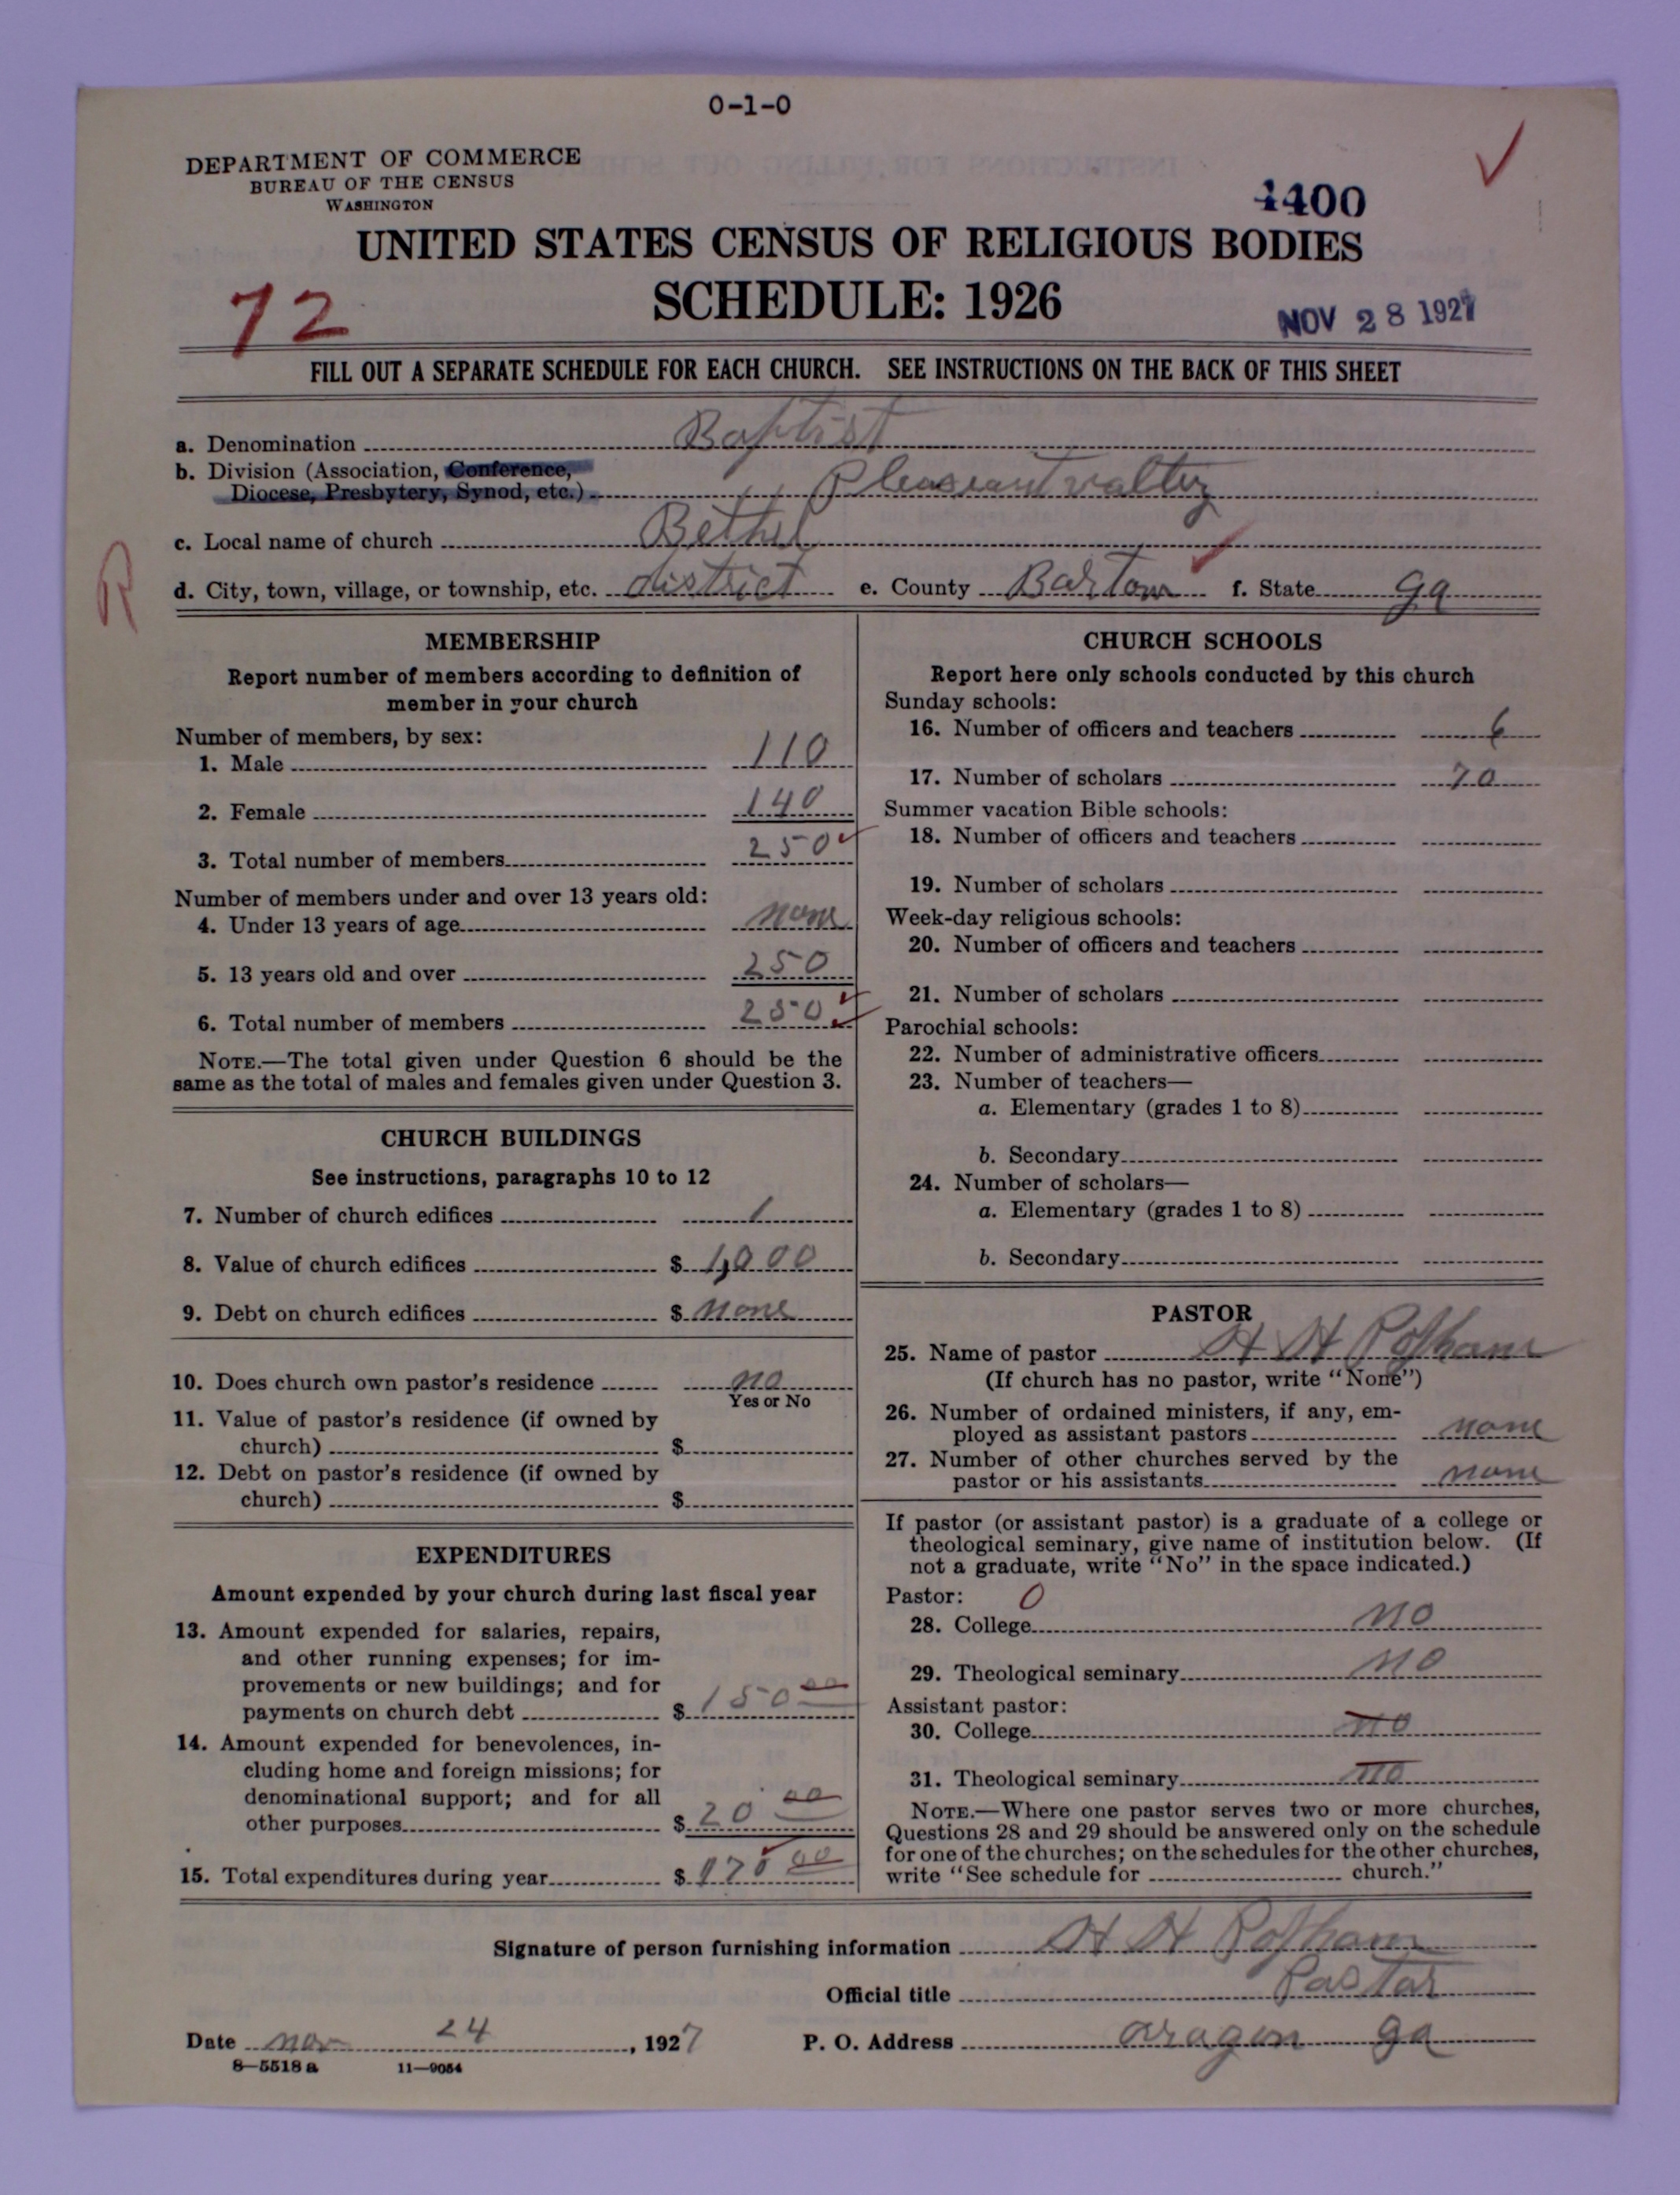 0-1-0
DEPARTMENT OF COMMERCE
BUREAU OF THE CENSUS
WASHINGTON
4400
UNITED STATES CENSUS OF RELIGIOUS BODIES
SCHEDULE: 1926
72
NOV 28 1927
FILL OUT A SEPARATE SCHEDULE FOR EACH CHURCH. SEE INSTRUCTIONS ON THE BACK OF THIS SHEET
a. Denomination Baptist
b. Division (Association, Conference,
Diocese, Presbytery, Synod, etc.) Pleasant valley
c. Local name of church Bethel
R
d. City, town, village, or township, etc. district e. County Bartow f. State ga
MEMBERSHIP
Report number of members according to definition of
member in your church
Number of members, by sex:
1. Male 110
2. Female 140
3. Total number of members 250
Number of members under and over 13 years old:
4. Under 13 years of age none
5. 13 years old and over 250
6. Total number of members 250
NOTE.—The total given under Question 6 should be the
same as the total of males and females given under Question 3.
CHURCH BUILDINGS
See instructions, paragraphs 10 to 12
7. Number of church edifices 1
8. Value of church edifices $ 1,000
9. Debt on church edifices $ none
10. Does church own pastor's residence no
Yes or No
11. Value of pastor's residence (if owned by
church) $
12. Debt on pastor's residence (if owned by
church) $
EXPENDITURES
Amount expended by your church during last fiscal year
13. Amount expended for salaries, repairs,
and other running expenses; for im-
provements or new buildings; and for
payments on church debt $ 150 00
14. Amount expended for benevolences, in-
cluding home and foreign missions; for
denominational support; and for all
other purposes $ 20 00
15. Total expenditures during year $ 170 00
CHURCH SCHOOLS
Report here only schools conducted by this church
Sunday schools:
16. Number of officers and teachers 6
17. Number of scholars 70
Summer vacation Bible schools:
18. Number of officers and teachers
19. Number of scholars
Week-day religious schools:
20. Number of officers and teachers
21. Number of scholars
Parochial schools:
22. Number of administrative officers
23. Number of teachers—
a. Elementary (grades 1 to 8)
b. Secondary
24. Number of scholars—
a. Elementary (grades 1 to 8)
b. Secondary
PASTOR
25. Name of pastor H H
(If church has no pastor, write "None")
26. Number of ordained ministers, if any, em-
ployed as assistant pastors none
27. Number of other churches served by the
pastor or his assistants none
If pastor (or assistant pastor) is a graduate of a college or
theological seminary, give name of institution below. (If
not a graduate, write "No" in the space indicated.)
Pastor: 0
28. College no
29. Theological seminary no
Assistant pastor:
30. College no
31. Theological seminary no
NOTE.—Where one pastor serves two or more churches,
Questions 28 and 29 should be answered only on the schedule
for one of the churches; on the schedules for the other churches,
write "See schedule for church."
Signature of person furnishing information H H
Official title Pastor
Date nov 24, 1927 P. O. Address aragon ga
8—5518 a 11—9054